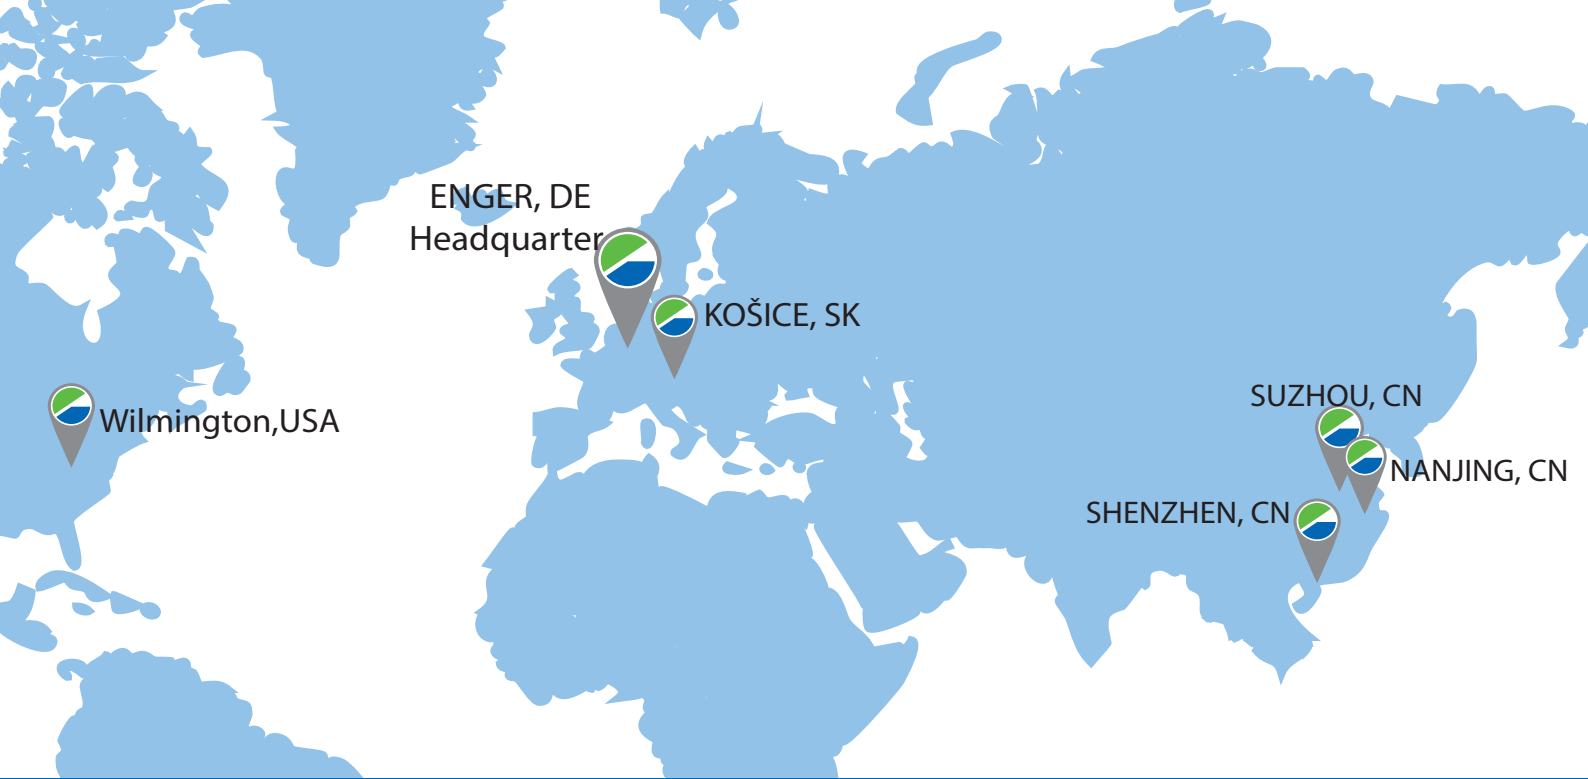 ENGER, DE
Headquarter
KOŠICE, SK
Wilmington,USA
SUZHOU, CN
NANJING, CN
SHENZHEN, CN